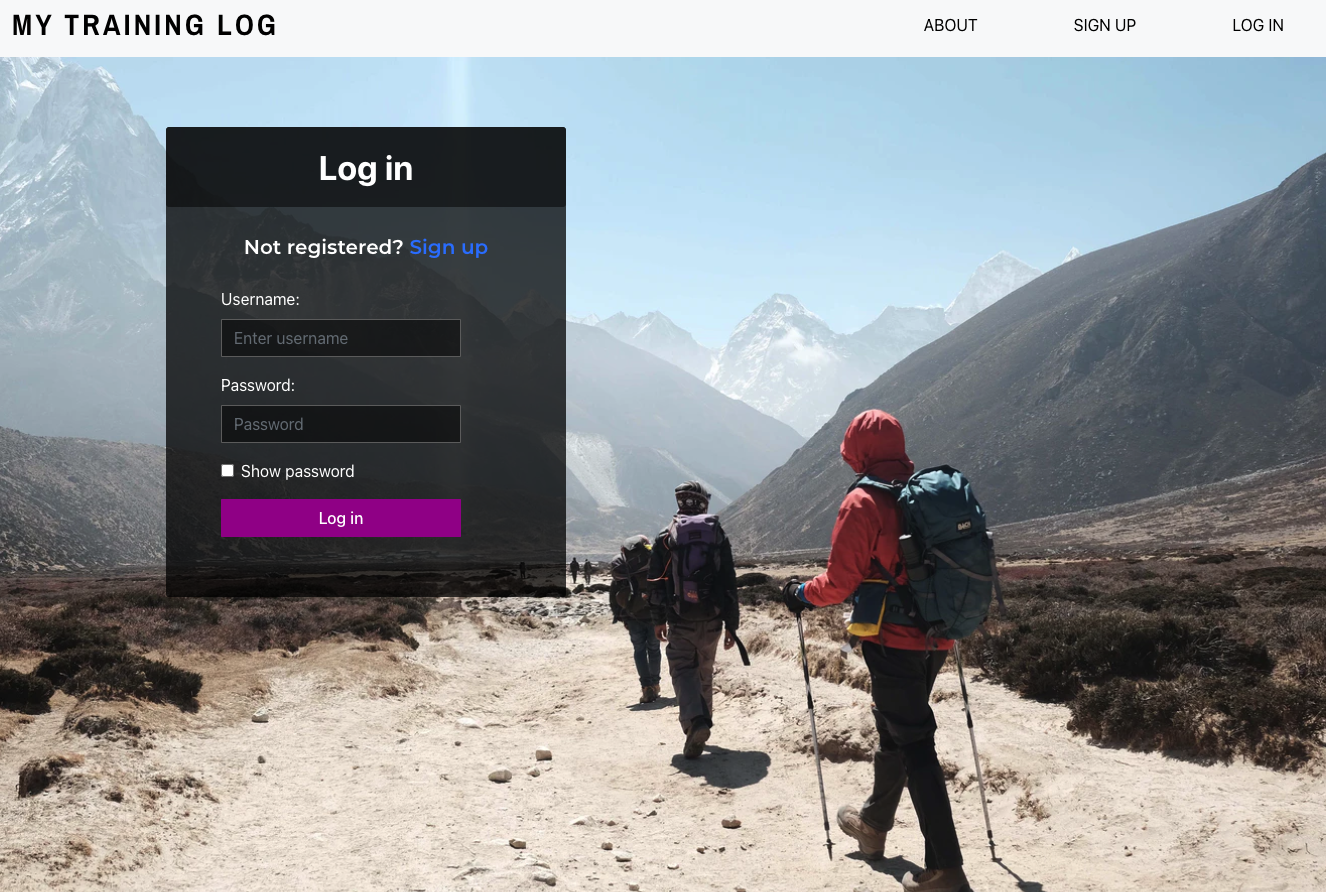 MY TRAINING LOG
ABOUT
SIGN UP
LOG IN
Log in
Not registered? Sign up
Username:
Enter username
Password:
Password
Show password
Log in